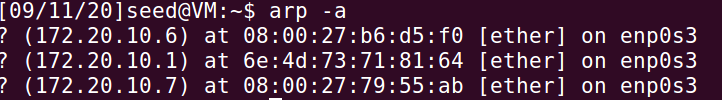 [09/11/20]seed@VM:~$ arp -a
? (172.20.10.6) at 08:00:27:b6:d5:f0 [ether] on enp0s3
? (172.20.10.1) at 6e:4d:73:71:81:64 [ether] on enp0s3
? (172.20.10.7) at 08:00:27:79:55:ab [ether] on enp0s3